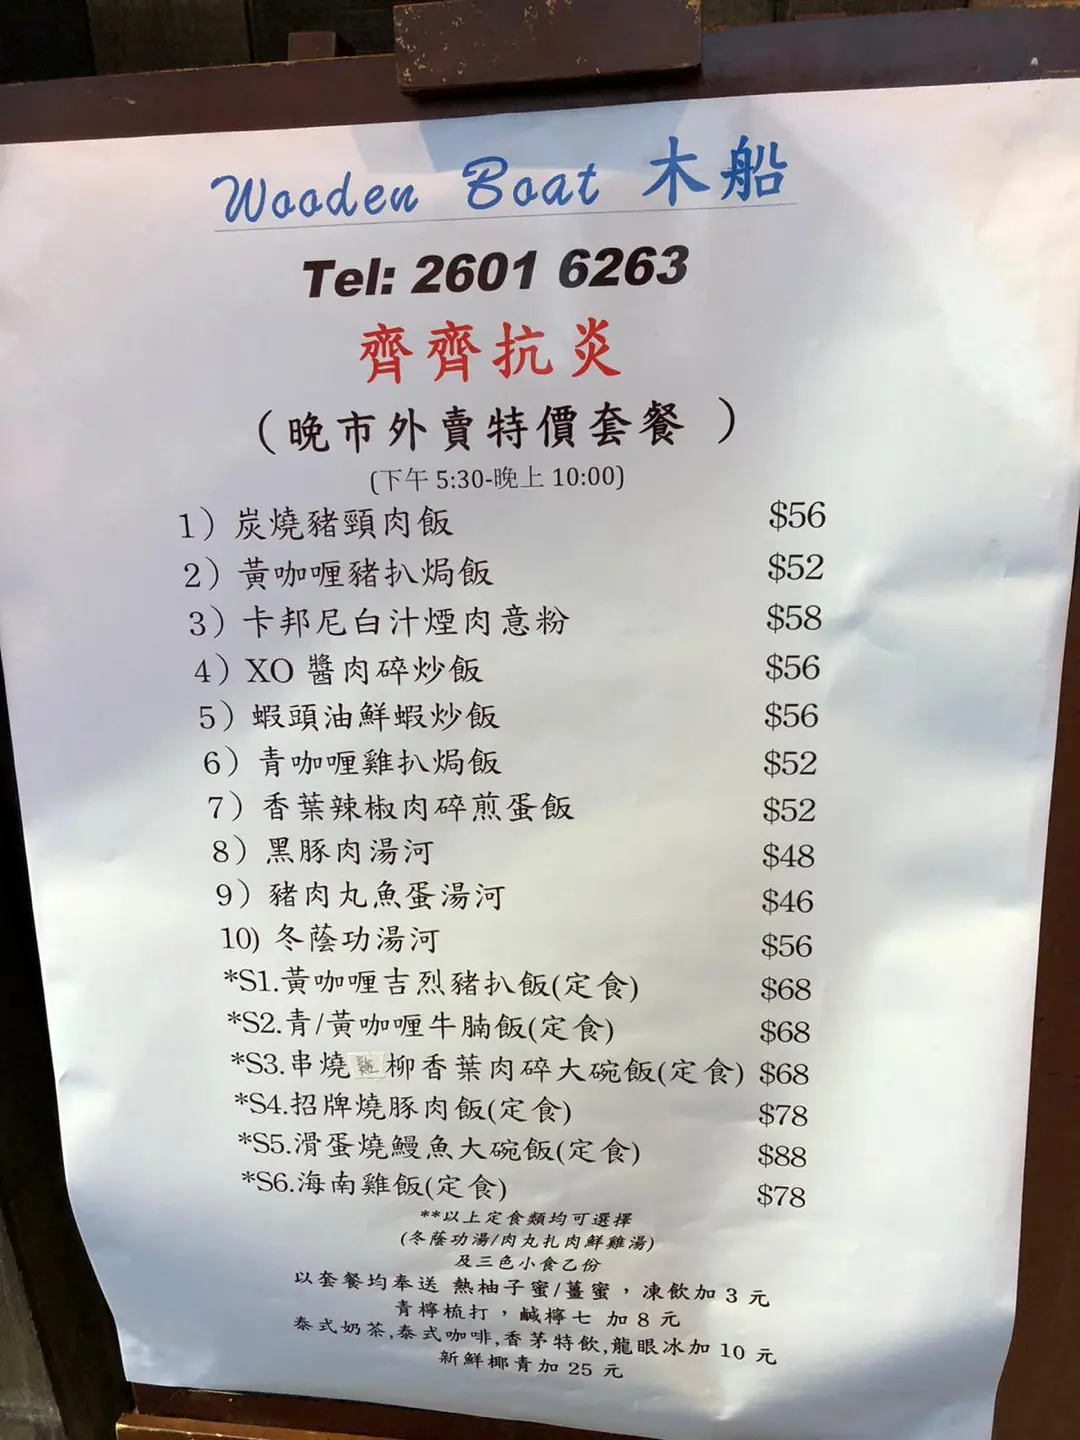 Wooden Boat 木船
Tel: 2601 6263
齊齊抗炎
（晚市外賣特價套餐 ）
(下午 5:30-晚上 10:00)
1）炭燒豬頸肉飯 $56
2）黃咖喱豬扒焗飯 $52
3）卡邦尼白汁煙肉意粉 $58
4）XO 醬肉碎炒飯 $56
5）蝦頭油鮮蝦炒飯 $56
6）青咖喱雞扒焗飯 $52
7）香葉辣椒肉碎煎蛋飯 $52
8）黑豚肉湯河 $48
9）豬肉丸魚蛋湯河 $46
10) 冬蔭功湯河 $56
*S1.黃咖喱吉烈豬扒飯(定食) $68
*S2.青/黃咖喱牛腩飯(定食) $68
*S3.串燒柳香葉肉碎大碗飯(定食) $68
*S4.招牌燒豚肉飯(定食) $78
*S5.滑蛋燒鰻魚大碗飯(定食) $88
*S6.海南雞飯(定食) $78
**以上定食類均可選擇
(冬蔭功湯/肉丸扎肉鮮雞湯)
及三色小食乙份
以套餐均奉送 熱柚子蜜/薑蜜，凍飲加 3 元
青檸梳打，鹹檸七 加 8 元
泰式奶茶,泰式咖啡,香茅特飲,龍眼冰加 10 元
新鮮椰青加 25 元